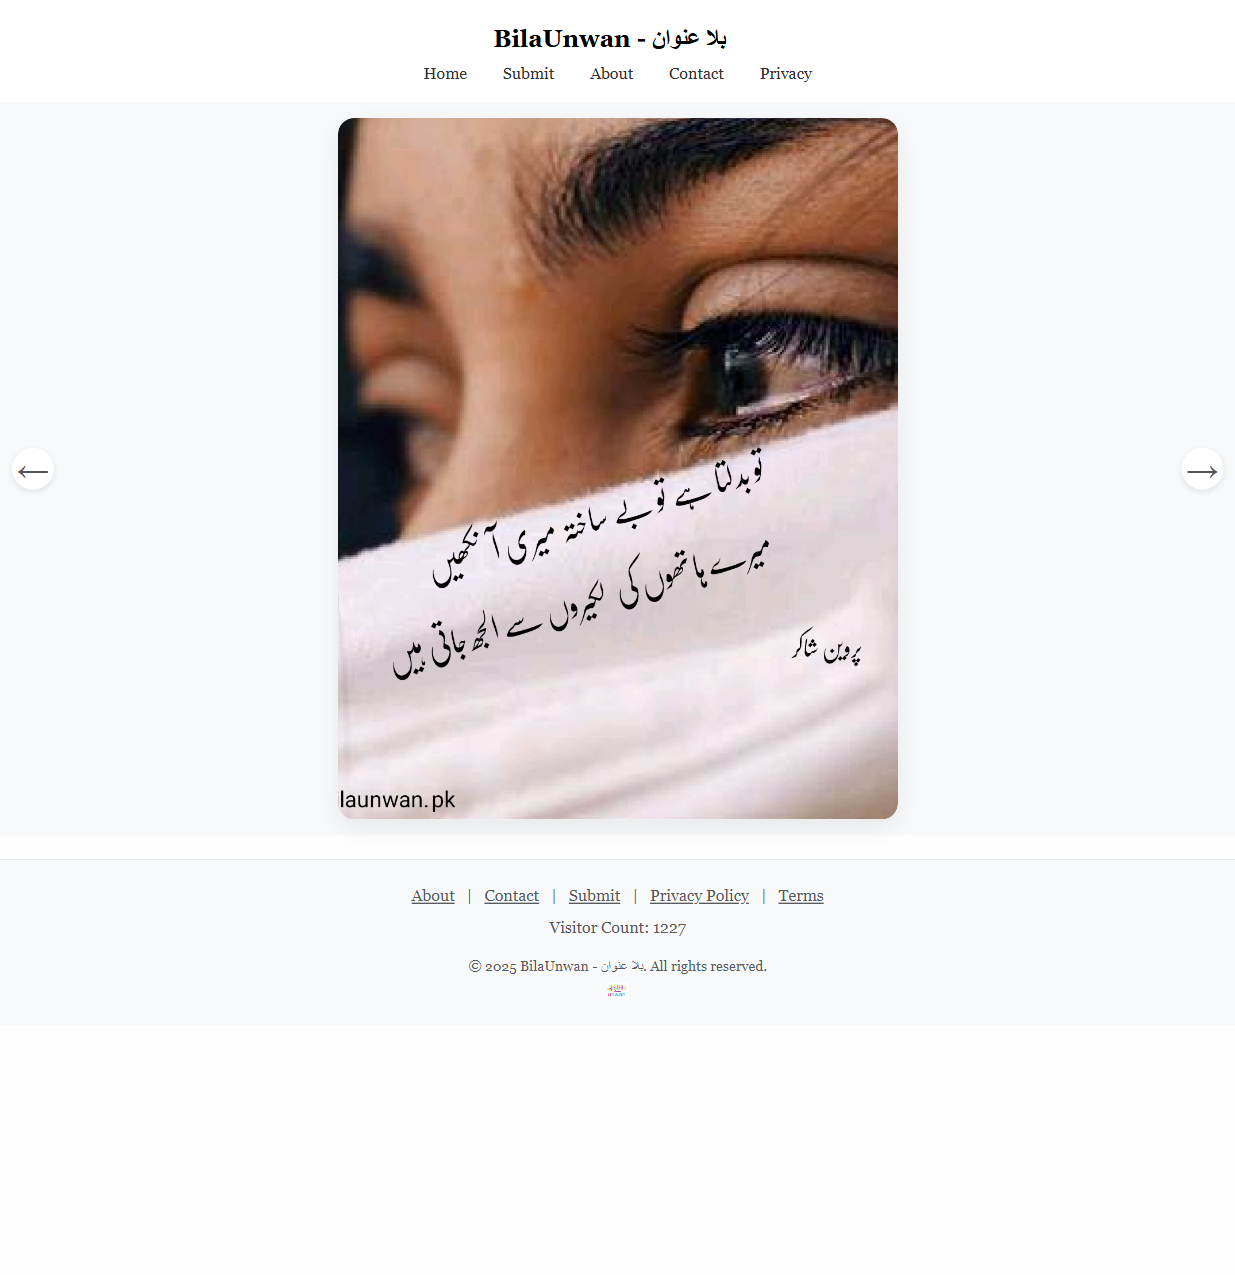 BilaUnwan - بلا عنوان
Home Submit About Contact Privacy
←
→
تو بدلتا ہے تو بے ساختہ میری آنکھیں
میرے ہاتھوں کی لکیروں سے الجھ جاتی ہیں
پروین شاکر
launwan.pk
About | Contact | Submit | Privacy Policy | Terms
Visitor Count: 1227
© 2025 BilaUnwan - بلا عنوان. All rights reserved.